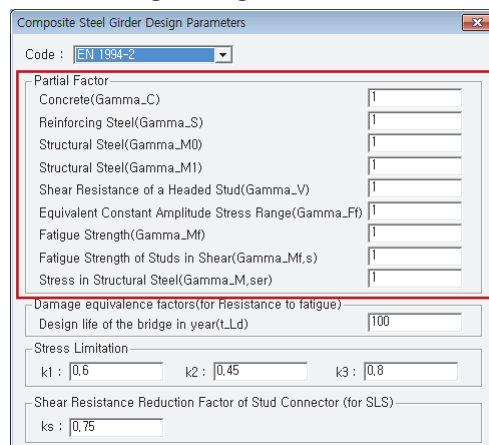 Composite Steel Girder Design Parameters
Code : EN 1994-2
Partial Factor
Concrete(Gamma_C) 1
Reinforcing Steel(Gamma_S) 1
Structural Steel(Gamma_M0) 1
Structural Steel(Gamma_M1) 1
Shear Resistance of a Headed Stud(Gamma_V) 1
Equivalent Constant Amplitude Stress Range(Gamma_Ff) 1
Fatigue Strength(Gamma_Mf) 1
Fatigue Strength of Studs in Shear(Gamma_Mf,s) 1
Stress in Structural Steel(Gamma_M,ser) 1
Damage equivalence factors(for Resistance to fatigue)
Design life of the bridge in year(t_Ld) 100
Stress Limitation
k1 : 0,6 k2 : 0,45 k3 : 0,8
Shear Resistance Reduction Factor of Stud Connector (for SLS)
ks : 0,75